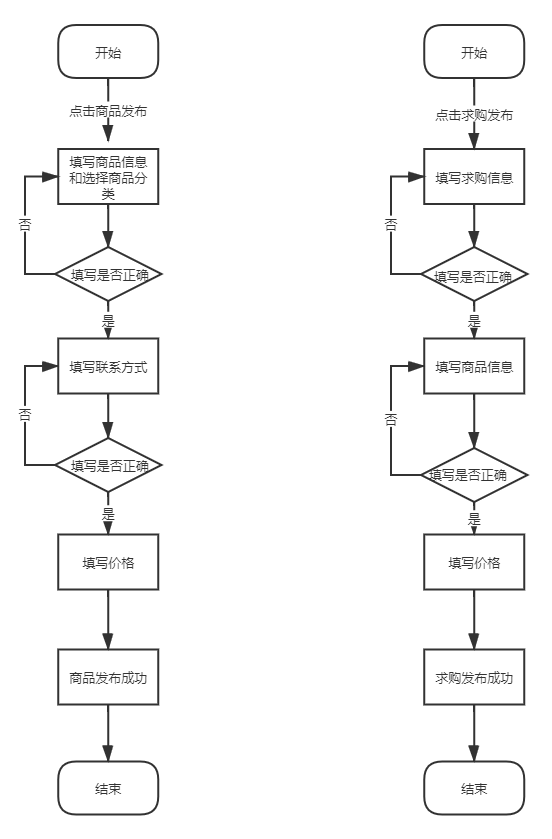 开始
点击商品发布
填写商品信息
和选择商品分
类
否
填写是否正确
是
填写联系方式
否
填写是否正确
是
填写价格
商品发布成功
结束
开始
点击求购发布
填写求购信息
否
填写是否正确
是
填写商品信息
否
填写是否正确
是
填写价格
求购发布成功
结束